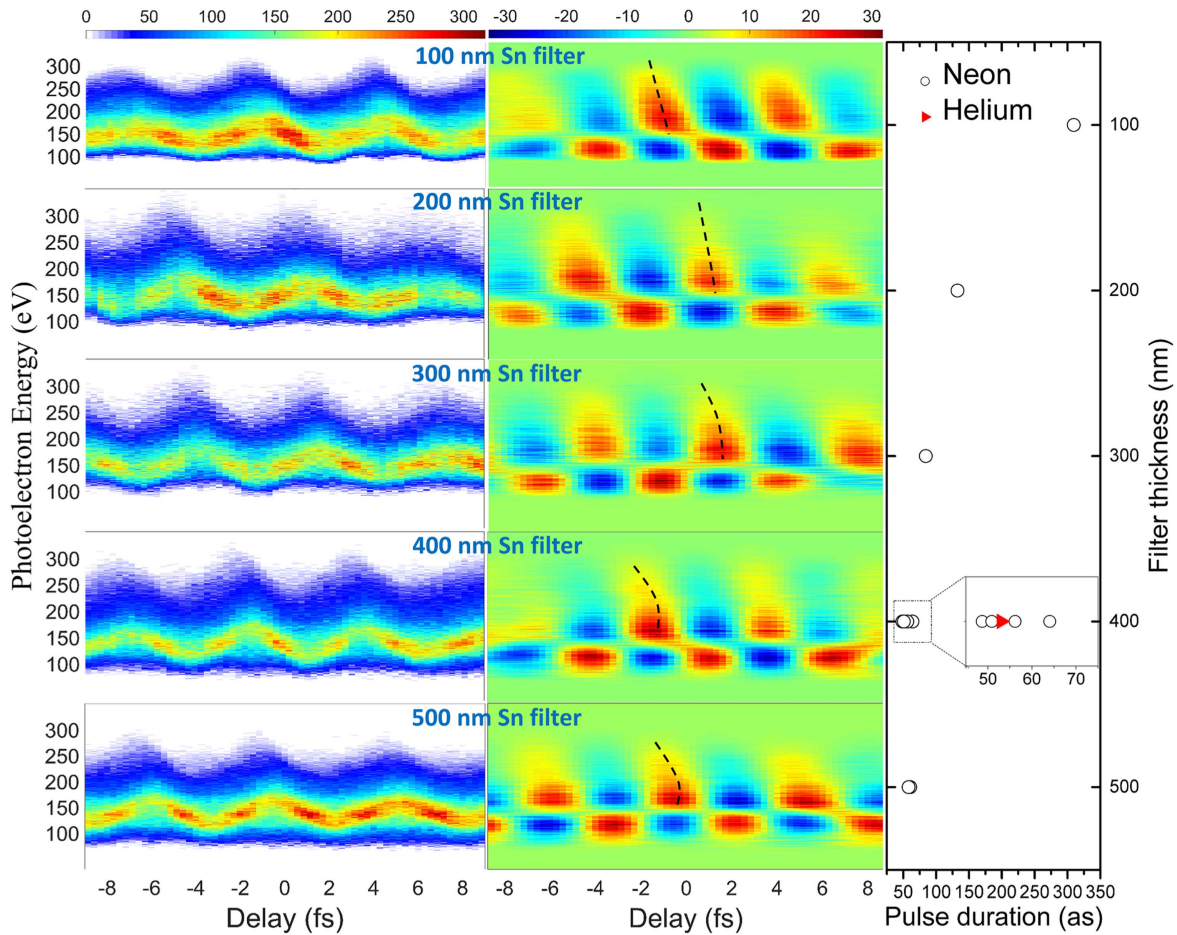 0 50 100 150 200 250 300
-30 -20 -10 0 10 20 30
100 nm Sn filter
300
250
200
150
100
200 nm Sn filter
300
250
200
150
100
300 nm Sn filter
300
250
200
150
100
400 nm Sn filter
300
250
200
150
100
500 nm Sn filter
300
250
200
150
100
Photoelectron Energy (eV)
-8 -6 -4 -2 0 2 4 6 8
Delay (fs)
-8 -6 -4 -2 0 2 4 6 8
Delay (fs)
Neon
Helium
100
200
300
400
500
Filter thickness (nm)
50 60 70
50 100 150 200 250 300 350
Pulse duration (as)